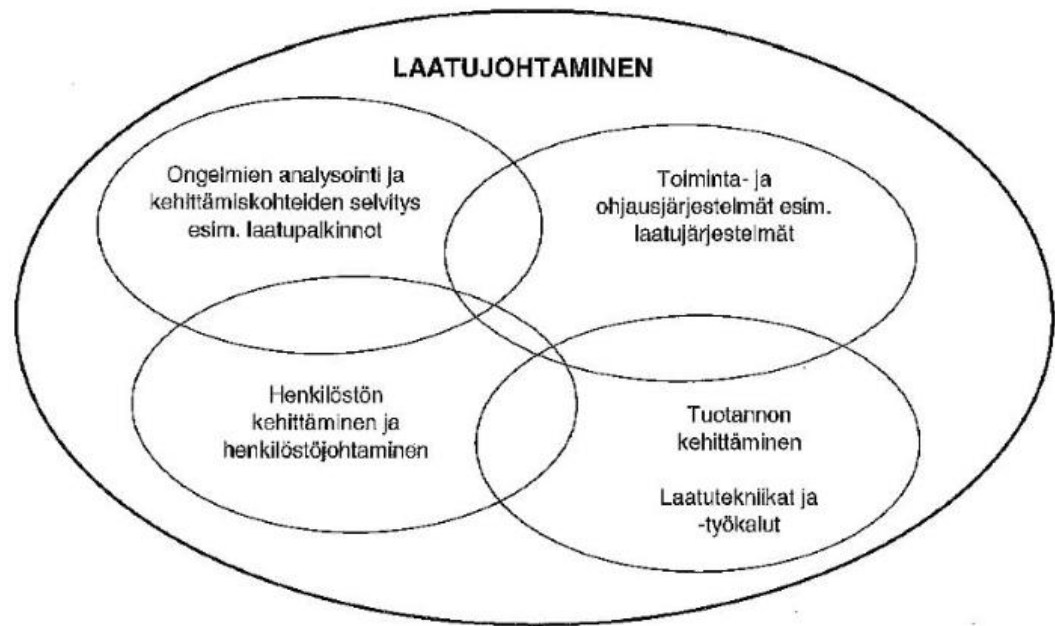 LAATUJOHTAMINEN
Ongelmien analysointi ja
kehittämiskohteiden selvitys
esim. laatupalkinnot
Toiminta- ja
ohjausjärjestelmät esim.
laatujärjestelmät
Henkilöstön
kehittäminen ja
henkilöstöjohtaminen
Tuotannon
kehittäminen
Laatutekniikat ja
-työkalut